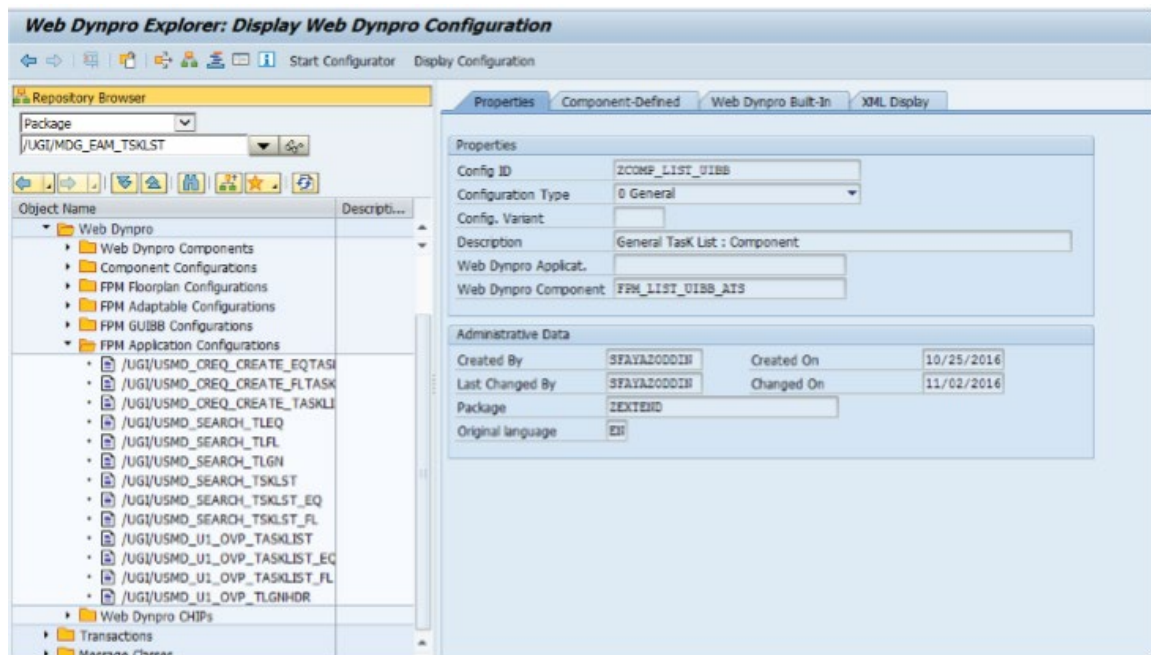 Web Dynpro Explorer: Display Web Dynpro Configuration
Start Configurator Display Configuration
Repository Browser
Package
/UGI/MDG_EAM_TSKLST
Object Name Descripti...
Web Dynpro
Web Dynpro Components
Component Configurations
FPM Floorplan Configurations
FPM Adaptable Configurations
FPM GUIBB Configurations
FPM Application Configurations
/UGI/USMD_CREQ_CREATE_EQTASI
/UGI/USMD_CREQ_CREATE_FLTASK
/UGI/USMD_CREQ_CREATE_TASKLI
/UGI/USMD_SEARCH_TLEQ
/UGI/USMD_SEARCH_TLFL
/UGI/USMD_SEARCH_TLGN
/UGI/USMD_SEARCH_TSKLST
/UGI/USMD_SEARCH_TSKLST_EQ
/UGI/USMD_SEARCH_TSKLST_FL
/UGI/USMD_U1_OVP_TASKLIST
/UGI/USMD_U1_OVP_TASKLIST_EQ
/UGI/USMD_U1_OVP_TASKLIST_FL
/UGI/USMD_U1_OVP_TLGNHDR
Web Dynpro CHIPs
Transactions
Message Classes
Properties Component-Defined Web Dynpro Built-In XML Display
Properties
Config ID ZCOMP_LIST_UIBB
Configuration Type 0 General
Config. Variant
Description General TasK List : Component
Web Dynpro Applicat.
Web Dynpro Component FPM_LIST_UIBB_ATS
Administrative Data
Created By SFAYAZODDIN Created On 10/25/2016
Last Changed By SFAYAZODDIN Changed On 11/02/2016
Package ZEXTEND
Original language EN